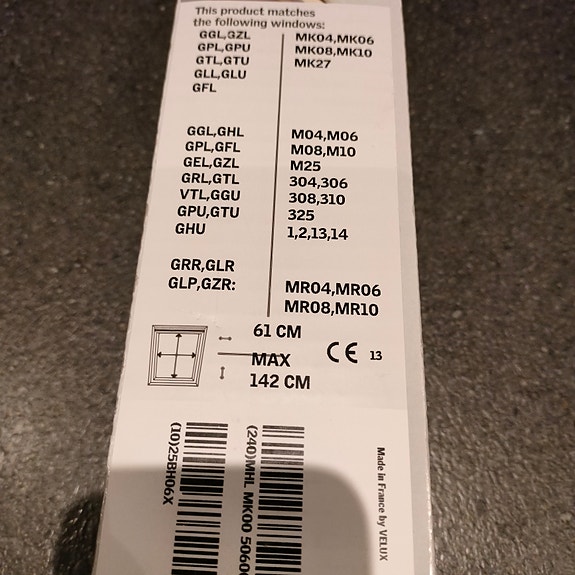 This product matches
the following windows:
GGL,GZL MK04,MK06
GPL,GPU MK08,MK10
GTL,GTU MK27
GLL,GLU
GFL
GGL,GHL M04,M06
GPL,GFL M08,M10
GEL,GZL M25
GRL,GTL 304,306
VTL,GGU 308,310
GPU,GTU 325
GHU 1,2,13,14
GRR,GLR
GLP,GZR: MR04,MR06
MR08,MR10
61 CM
MAX
142 CM
CE 13
(10)25BH06X
(240)MHL MK00 5060
Made in France by VELUX